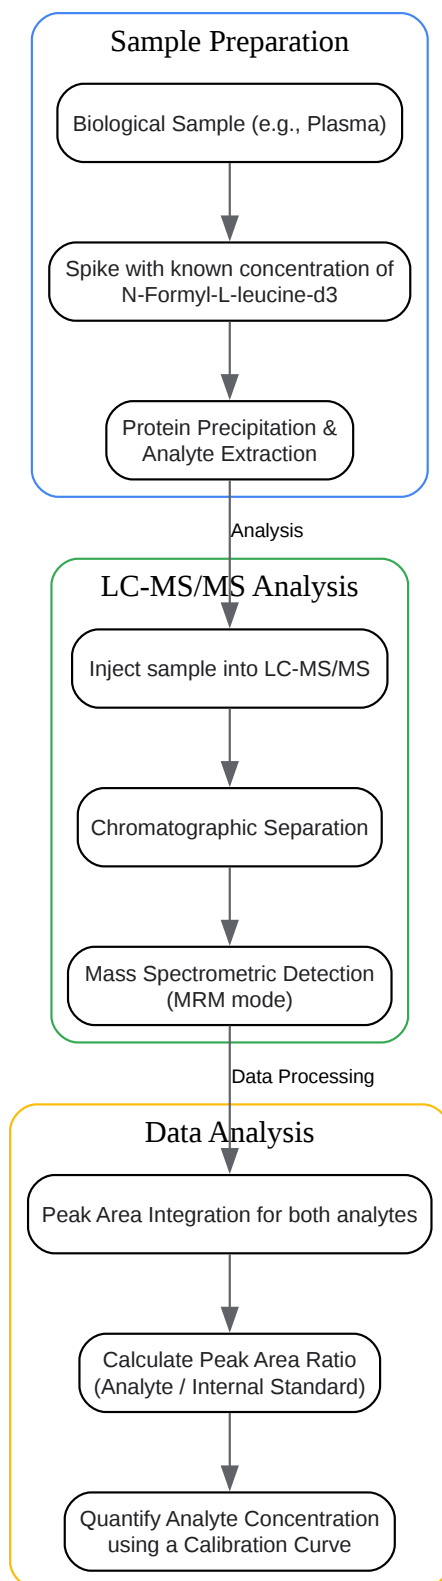 Sample Preparation
Biological Sample (e.g., Plasma)
Spike with known concentration of
N-Formyl-L-leucine-d3
Protein Precipitation &
Analyte Extraction
Analysis
LC-MS/MS Analysis
Inject sample into LC-MS/MS
Chromatographic Separation
Mass Spectrometric Detection
(MRM mode)
Data Processing
Data Analysis
Peak Area Integration for both analytes
Calculate Peak Area Ratio
(Analyte / Internal Standard)
Quantify Analyte Concentration
using a Calibration Curve